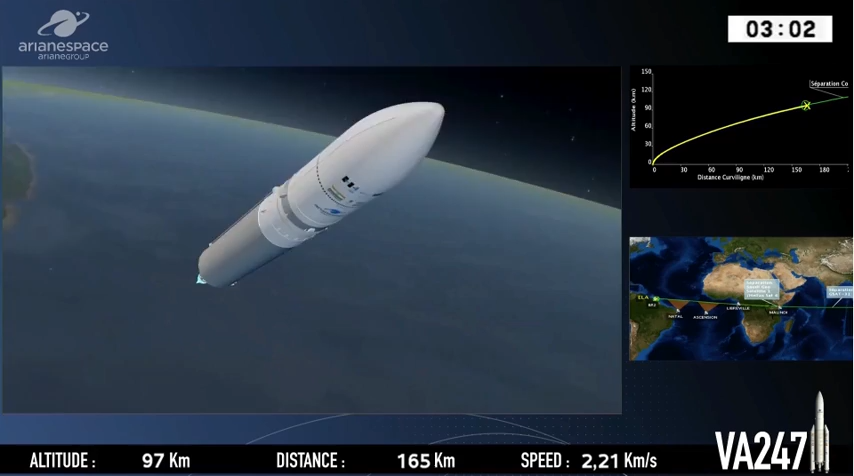 arianespace
arianeGROUP
03:02
150
120
90
60
30
0
Altitude (km)
Séparation Co
0 30 60 90 120 150 180
Distance Curviligne (km)
NATAL
ASCENSION
LIBREVILLE
MALINDI
ALTITUDE : 97 Km DISTANCE : 165 Km SPEED : 2,21 Km/s
VA247